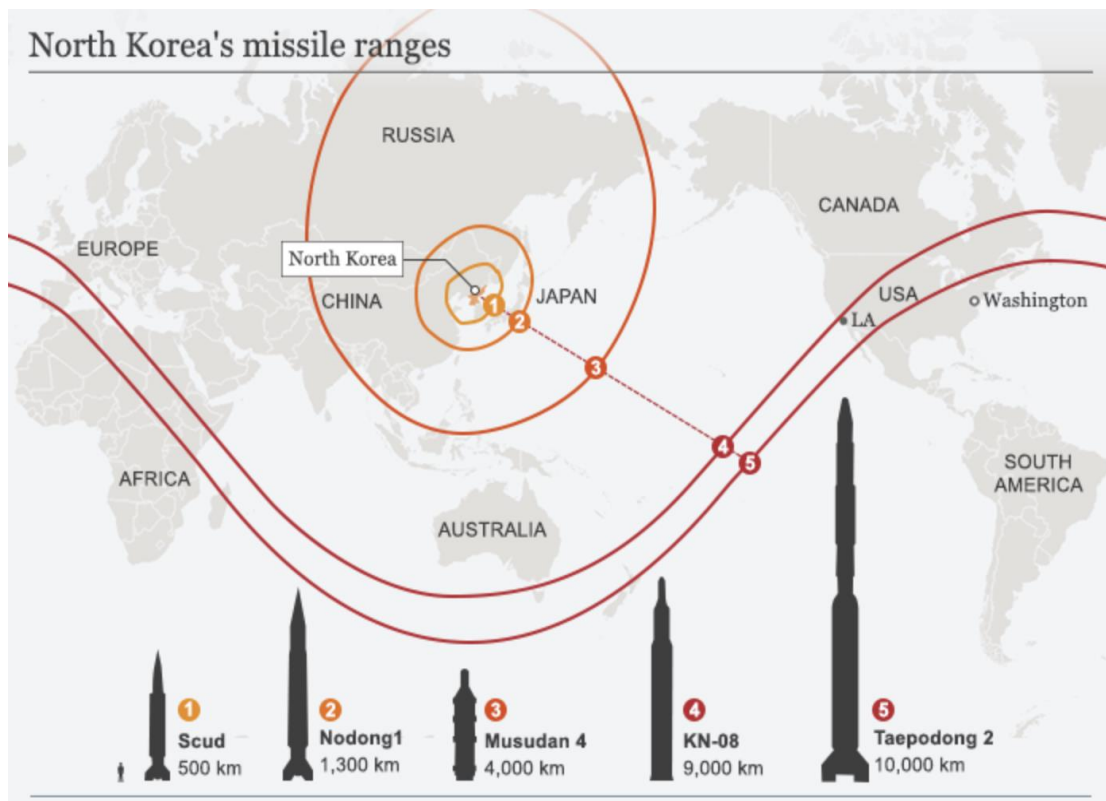 North Korea's missile ranges
RUSSIA
CANADA
EUROPE
North Korea
CHINA
JAPAN
USA
Washington
LA
1
2
3
4
5
AFRICA
AUSTRALIA
SOUTH
AMERICA
1
Scud
500 km
2
Nodong1
1,300 km
3
Musudan 4
4,000 km
4
KN-08
9,000 km
5
Taepodong 2
10,000 km